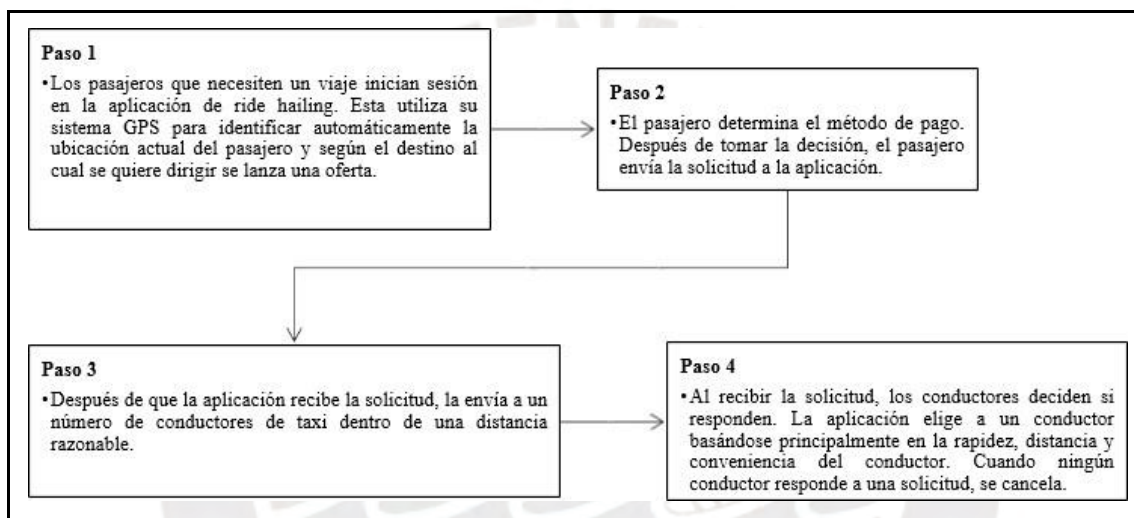 Paso 1
•Los pasajeros que necesiten un viaje inician sesión
en la aplicación de ride hailing. Esta utiliza su
sistema GPS para identificar automáticamente la
ubicación actual del pasajero y según el destino al
cual se quiere dirigir se lanza una oferta.
Paso 2
•El pasajero determina el método de pago.
Después de tomar la decisión, el pasajero
envía la solicitud a la aplicación.
Paso 3
•Después de que la aplicación recibe la solicitud, la envía a un
número de conductores de taxi dentro de una distancia
razonable.
Paso 4
•Al recibir la solicitud, los conductores deciden si
responden. La aplicación elige a un conductor
basándose principalmente en la rapidez, distancia y
conveniencia del conductor. Cuando ningún
conductor responde a una solicitud, se cancela.